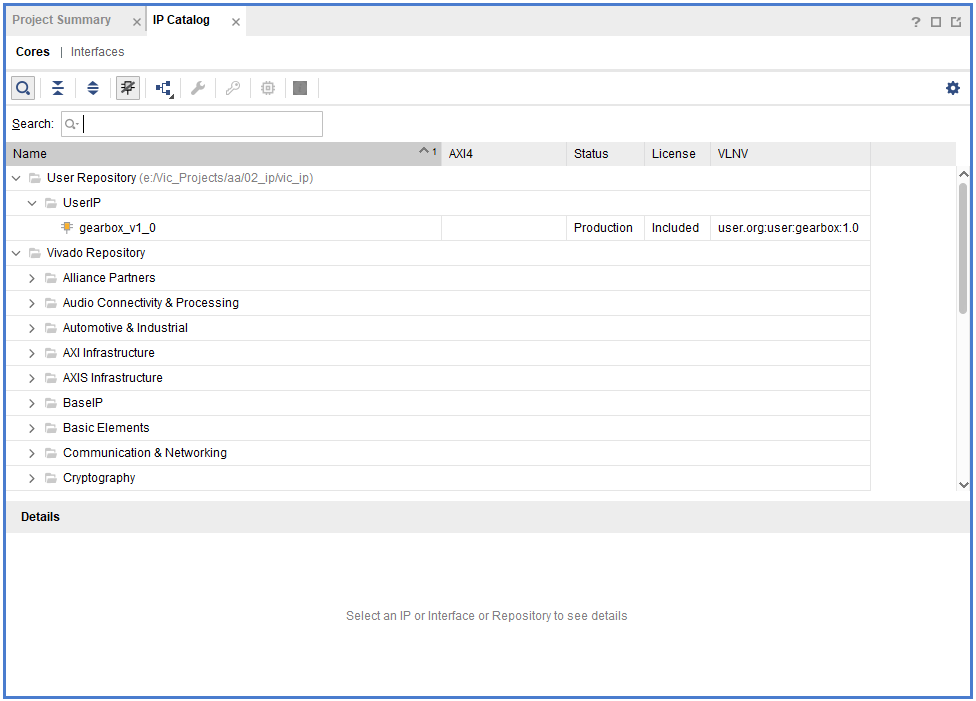 Project Summary × IP Catalog × ?
Cores | Interfaces
Search:
Name 1 AXI4 Status License VLNV
User Repository (e:/Vic_Projects/aa/02_ip/vic_ip)
UserIP
gearbox_v1_0 Production Included user.org:user:gearbox:1.0
Vivado Repository
Alliance Partners
Audio Connectivity & Processing
Automotive & Industrial
AXI Infrastructure
AXIS Infrastructure
BaseIP
Basic Elements
Communication & Networking
Cryptography
Details
Select an IP or Interface or Repository to see details